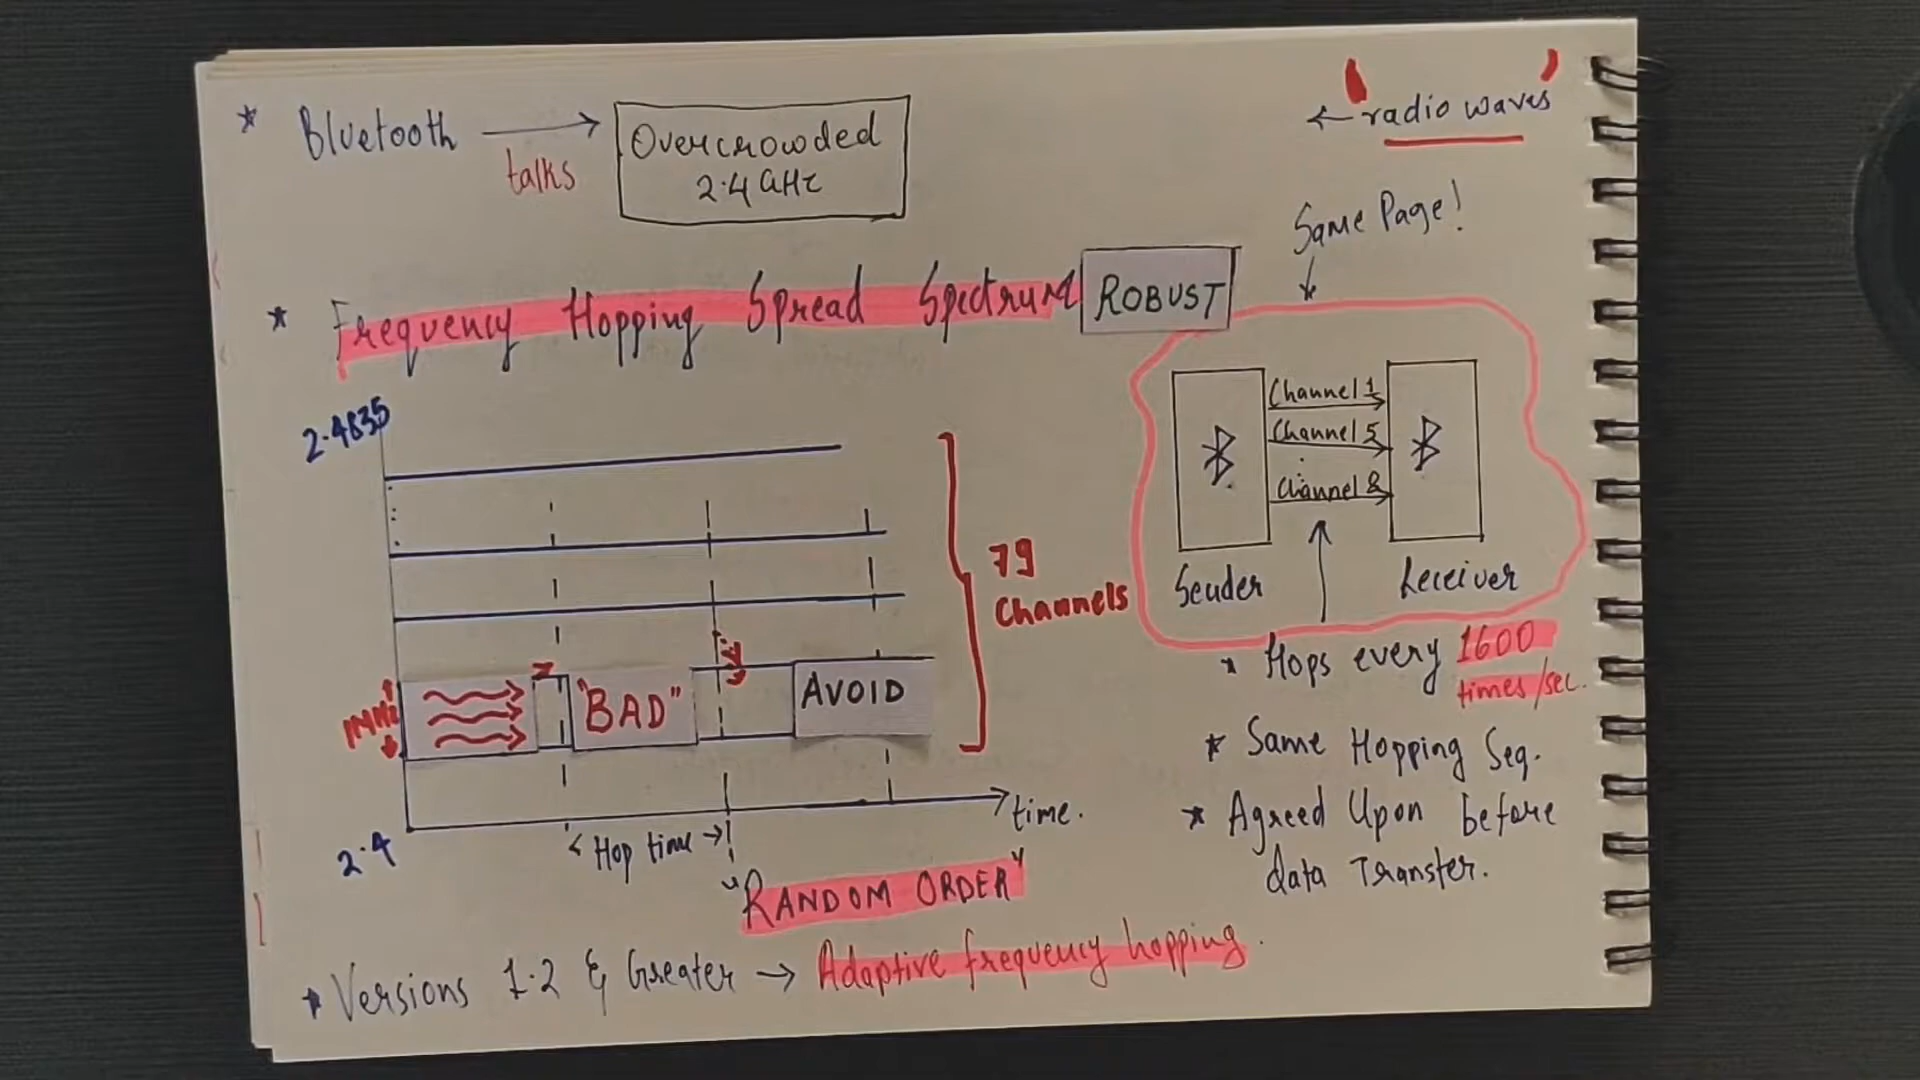 * Bluetooth
talks
Overcrowded
2.4 GHz
← radio waves
Same Page!
* Frequency Hopping Spread Spectrum
ROBUST
2.4835
79
Channels
1MHz
"BAD"
AVOID
2.4
time.
< Hop time →
"RANDOM ORDER"
Channel 1
Channel 5
Channel 8
Sender
Receiver
* Hops every 1600
times/sec.
* Same Hopping Seq.
* Agreed Upon before
data Transfer.
* Versions 1.2 & Greater → Adaptive frequency hopping.